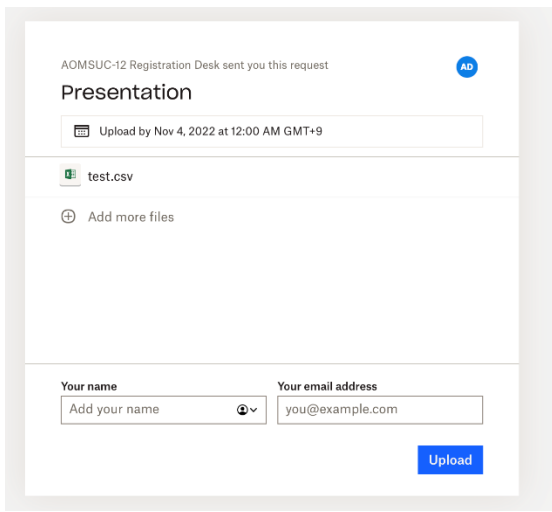 AOMSUC-12 Registration Desk sent you this request
AD
Presentation
Upload by Nov 4, 2022 at 12:00 AM GMT+9
test.csv
Add more files
Your name
Your email address
Add your name
you@example.com
Upload